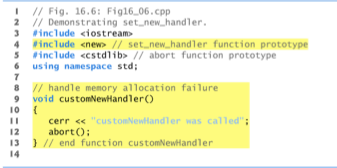 1 // Fig. 16.6: Fig16_06.cpp
2 // Demonstrating set_new_handler.
3 #include <iostream>
4 #include <new> // set_new_handler function prototype
5 #include <cstdlib> // abort function prototype
6 using namespace std;
7
8 // handle memory allocation failure
9 void customNewHandler()
10 {
11 cerr << "customNewHandler was called";
12 abort();
13 } // end function customNewHandler
14